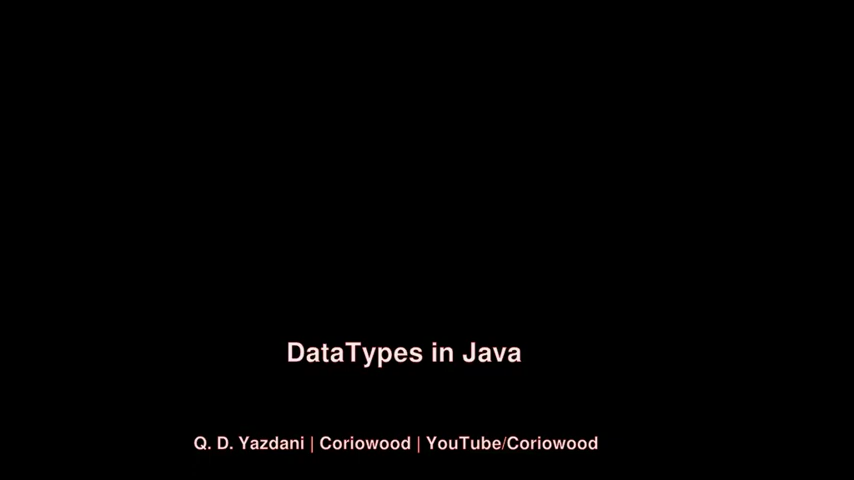 DataTypes in Java
Q. D. Yazdani | Coriowood | YouTube/Coriowood